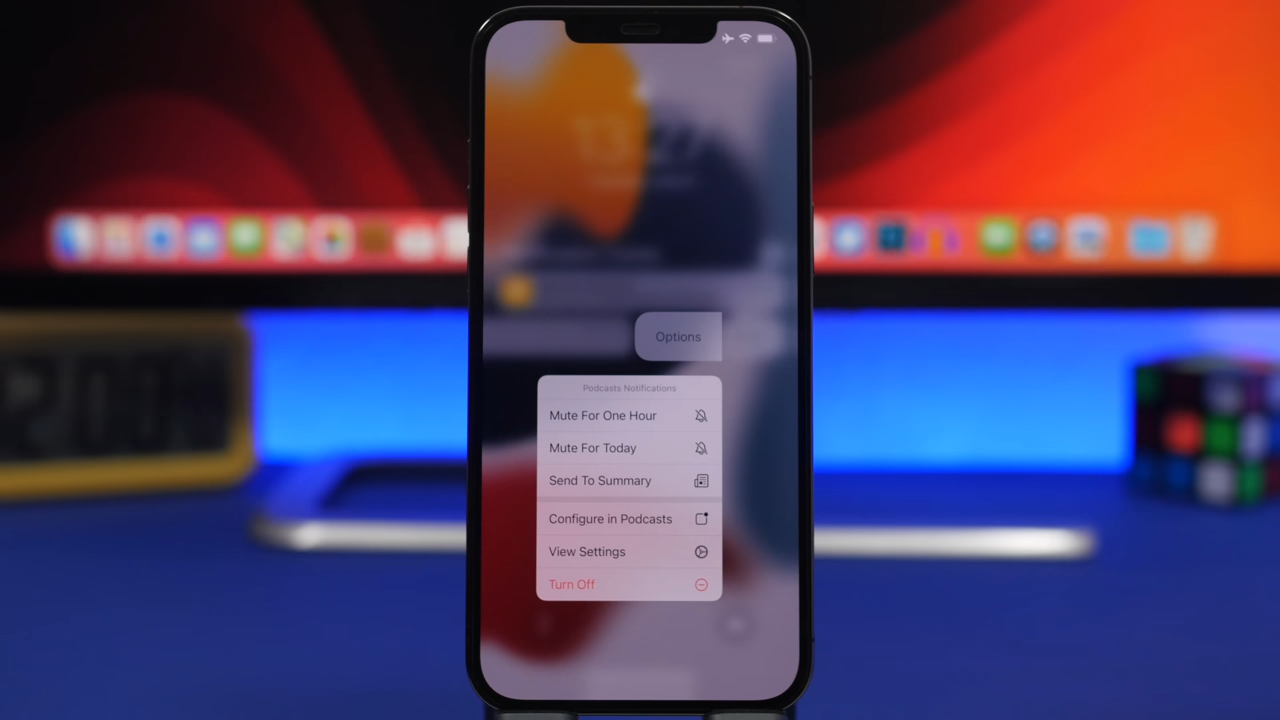 Options
Podcasts Notifications
Mute For One Hour
Mute For Today
Send To Summary
Configure in Podcasts
View Settings
Turn Off